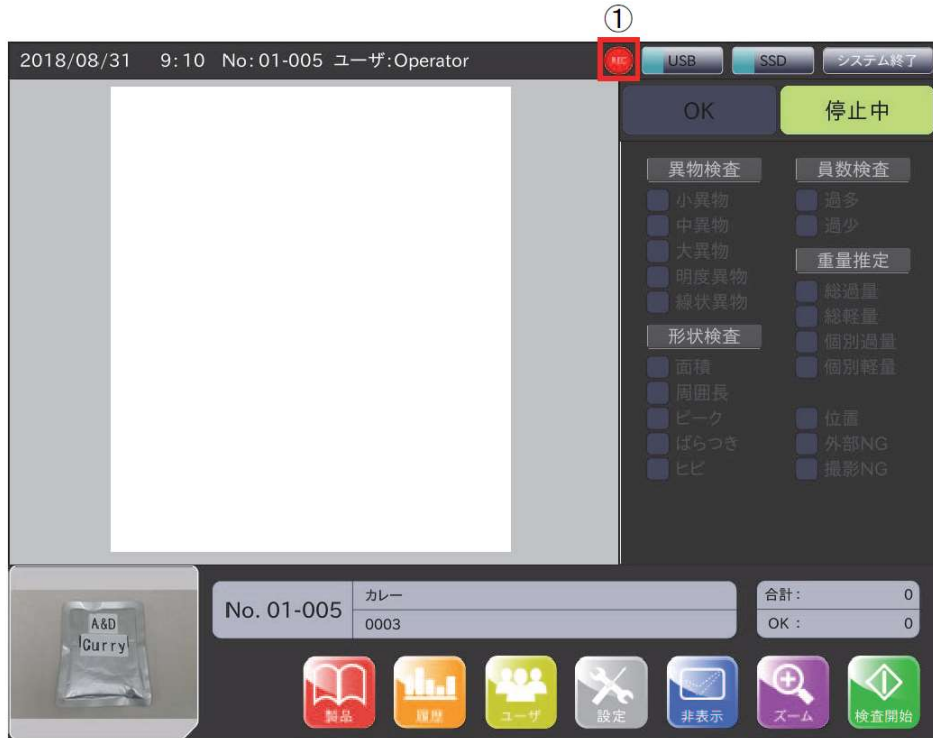 ①
2018/08/31 9:10 No:01-005 ユーザ:Operator REC USB SSD システム終了
OK 停止中
異物検査
小異物
中異物
大異物
明度異物
線状異物
形状検査
面積
周囲長
ピーク
ばらつき
ヒビ
員数検査
過多
過少
重量推定
総過量
総軽量
個別過量
個別軽量
位置
外部NG
撮影NG
A&D
Curry
No. 01-005
カレー
0003
合計: 0
OK : 0
製品 履歴 ユーザ 設定 非表示 ズーム 検査開始